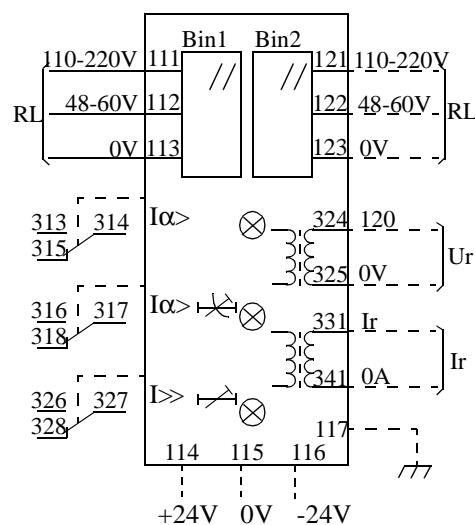 Bin1 Bin2
110-220V 111 121 110-220V
RL 48-60V 112 122 48-60V RL
0V 113 123 0V
313 314 Iα> 324 120
315
325 0V Ur
316 317 Iα> 331 Ir
318
Ir
326 327 I>> 341 0A
328
117
114 115 116
+24V 0V -24V